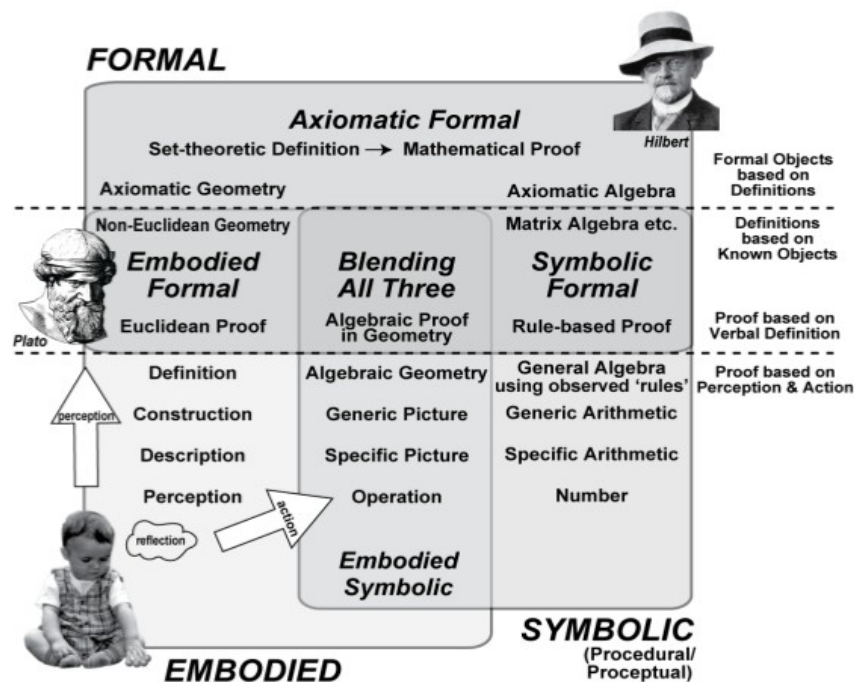 FORMAL
Axiomatic Formal
Set-theoretic Definition → Mathematical Proof
Hilbert
Axiomatic Geometry
Axiomatic Algebra
Formal Objects
based on
Definitions
Non-Euclidean Geometry
Matrix Algebra etc.
Definitions
based on
Known Objects
Embodied
Formal
Blending
All Three
Symbolic
Formal
Plato
Euclidean Proof
Algebraic Proof
in Geometry
Rule-based Proof
Proof based on
Verbal Definition
Definition
Algebraic Geometry
General Algebra
using observed ‘rules’
Proof based on
Perception & Action
perception
Construction
Generic Picture
Generic Arithmetic
Description
Specific Picture
Specific Arithmetic
Perception
Operation
Number
reflection
action
Embodied
Symbolic
EMBODIED
SYMBOLIC
(Procedural/
Proceptual)